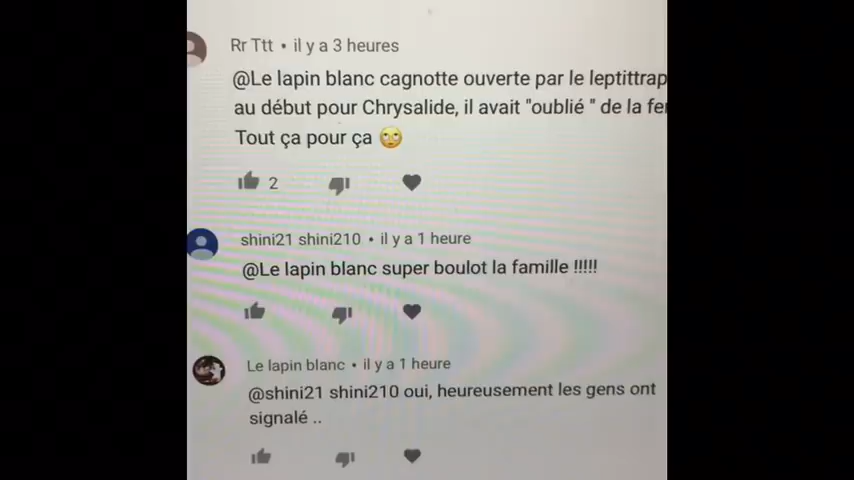 Rr Ttt • il y a 3 heures
@Le lapin blanc cagnotte ouverte par le leptittrap
au début pour Chrysalide, il avait "oublié " de la
Tout ça pour ça 🙄
2
shini21 shini210 • il y a 1 heure
@Le lapin blanc super boulot la famille !!!!!
Le lapin blanc • il y a 1 heure
@shini21 shini210 oui, heureusement les gens ont
signalé ..